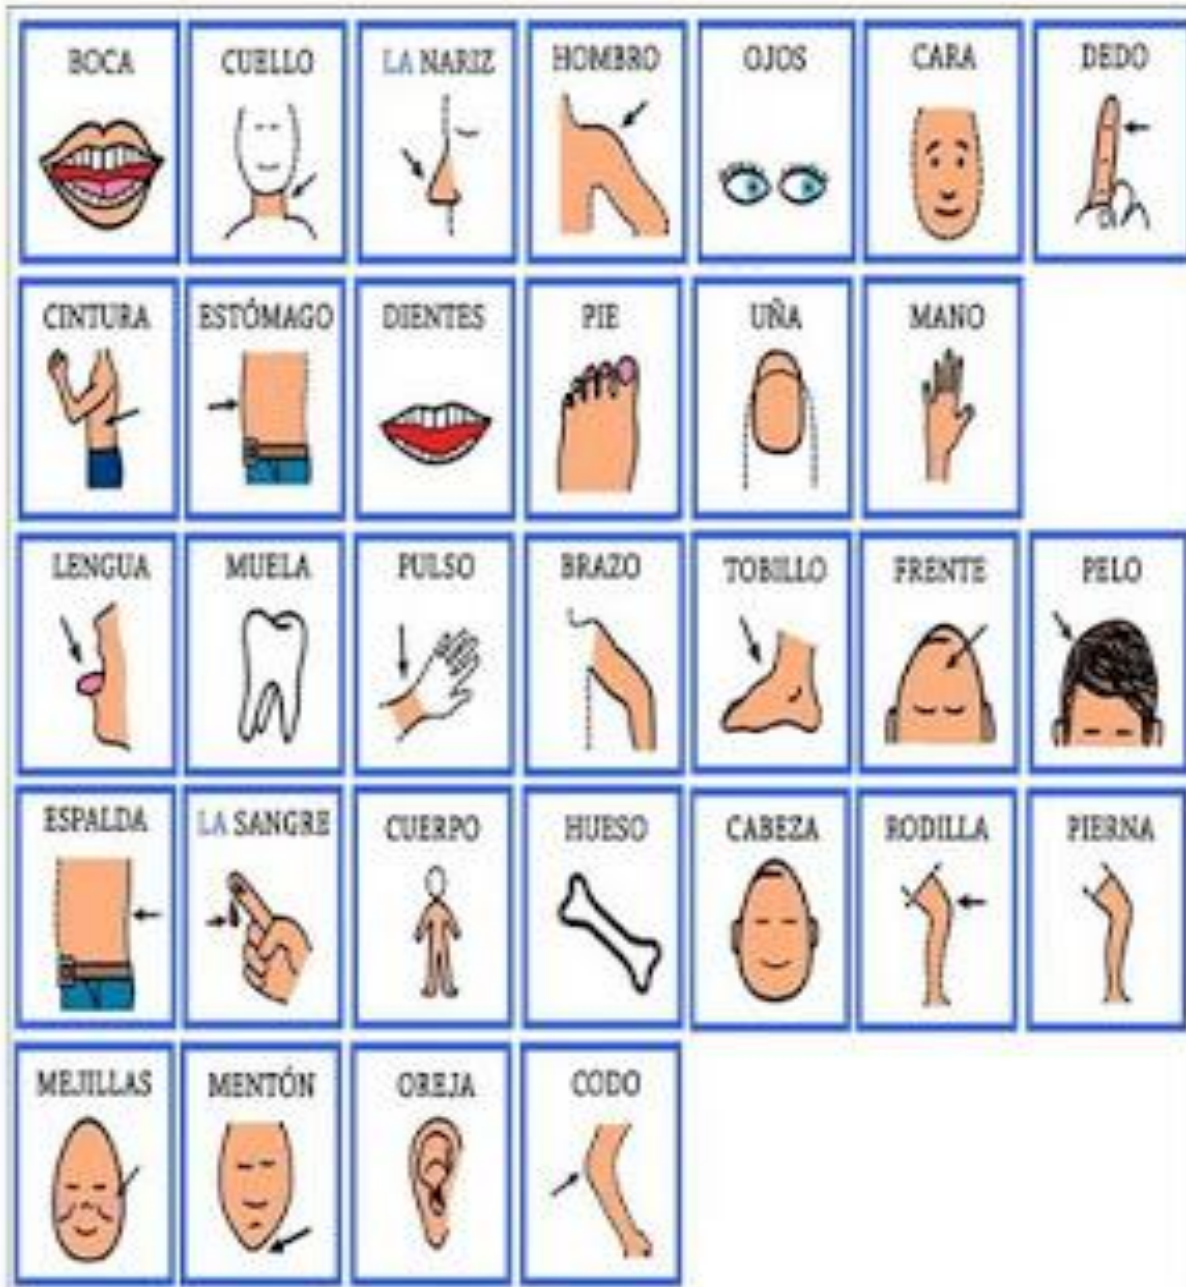 BOCA
CUELLO
LA NARIZ
HOMBRO
OJOS
CARA
DEDO
CINTURA
ESTÓMAGO
DIENTES
PIE
UÑA
MANO
LENGUA
MUELA
PULSO
BRAZO
TOBILLO
FRENTE
PELO
ESPALDA
LA SANGRE
CUERPO
HUESO
CABEZA
RODILLA
PIERNA
MEJILLAS
MENTÓN
OREJA
CODO